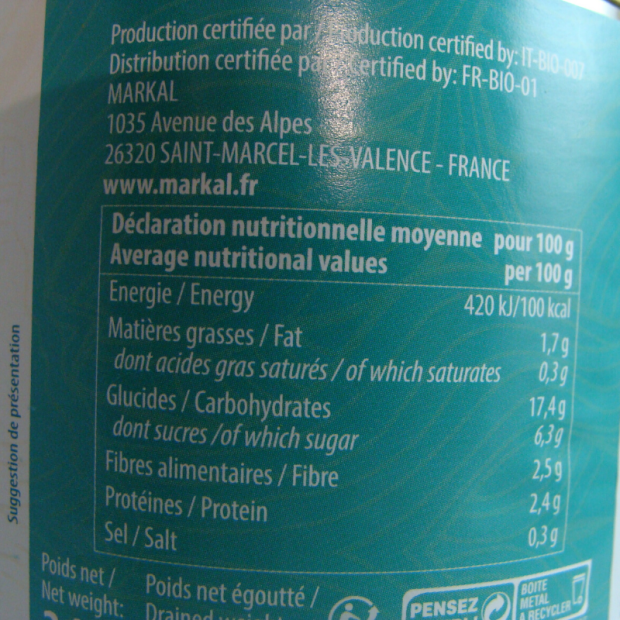 Production certifiée par / Production certified by: IT-BIO-007
Distribution certifiée par / certified by: FR-BIO-01
MARKAL
1035 Avenue des Alpes
26320 SAINT-MARCEL-LES-VALENCE - FRANCE
www.markal.fr
Déclaration nutritionnelle moyenne pour 100 g
Average nutritional values per 100 g
Energie / Energy 420 kJ/100 kcal
Matières grasses / Fat 1,7 g
dont acides gras saturés / of which saturates 0,3 g
Glucides / Carbohydrates 17,4 g
dont sucres /of which sugar 6,3 g
Fibres alimentaires / Fibre 2,5 g
Protéines / Protein 2,4 g
Sel / Salt 0,3 g
Suggestion de présentation
Poids net / Poids net égoutté /
Net weight: Drained
PENSEZ
BOITE
METAL
A RECYCLER